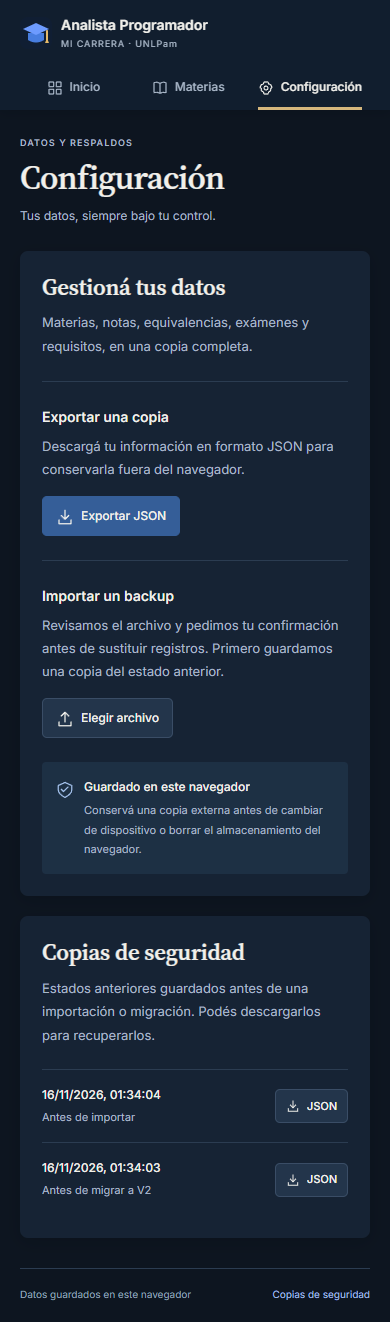 Analista Programador
MI CARRERA · UNLPam
Inicio
Materias
Configuración
DATOS Y RESPALDOS
Configuración
Tus datos, siempre bajo tu control.
Gestioná tus datos
Materias, notas, equivalencias, exámenes y
requisitos, en una copia completa.
Exportar una copia
Descargá tu información en formato JSON para
conservarla fuera del navegador.
Exportar JSON
Importar un backup
Revisamos el archivo y pedimos tu confirmación
antes de sustituir registros. Primero guardamos
una copia del estado anterior.
Elegir archivo
Guardado en este navegador
Conservá una copia externa antes de cambiar
de dispositivo o borrar el almacenamiento del
navegador.
Copias de seguridad
Estados anteriores guardados antes de una
importación o migración. Podés descargarlos
para recuperarlos.
16/11/2026, 01:34:04
Antes de importar
JSON
16/11/2026, 01:34:03
Antes de migrar a V2
JSON
Datos guardados en este navegador
Copias de seguridad